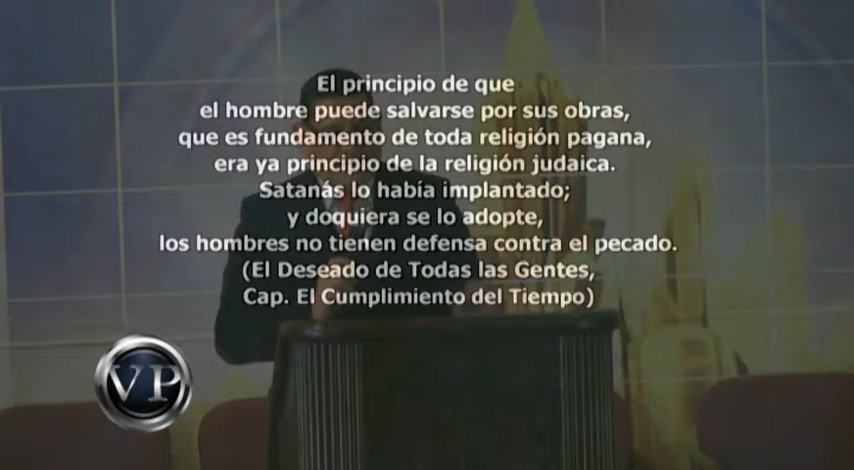 El principio de que
el hombre puede salvarse por sus obras,
que es fundamento de toda religión pagana,
era ya principio de la religión judaica.
Satanás lo había implantado;
y doquiera se lo adopte,
los hombres no tienen defensa contra el pecado.
(El Deseado de Todas las Gentes,
Cap. El Cumplimiento del Tiempo)
VP